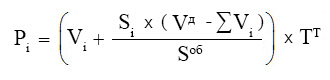 Pᵢ = (Vᵢ + Sᵢ × (Vᵈ - ∑Vᵢ) / Sᵒᵇ) × Tᵀ